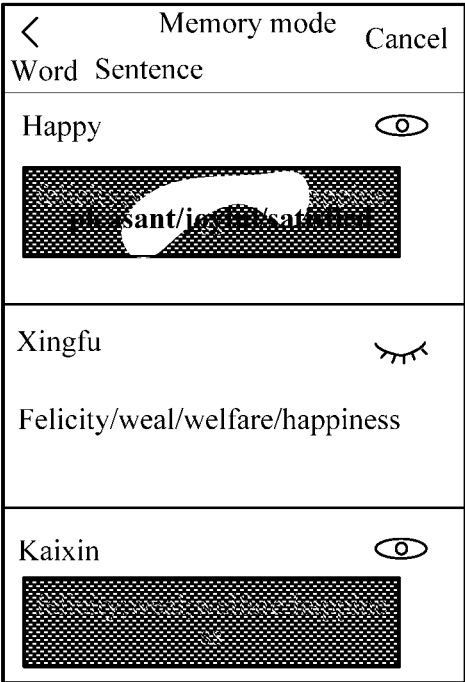 Memory mode
Cancel
Word Sentence
Happy
pleasant/joyful/satisfied
Xingfu
Felicity/weal/welfare/happiness
Kaixin